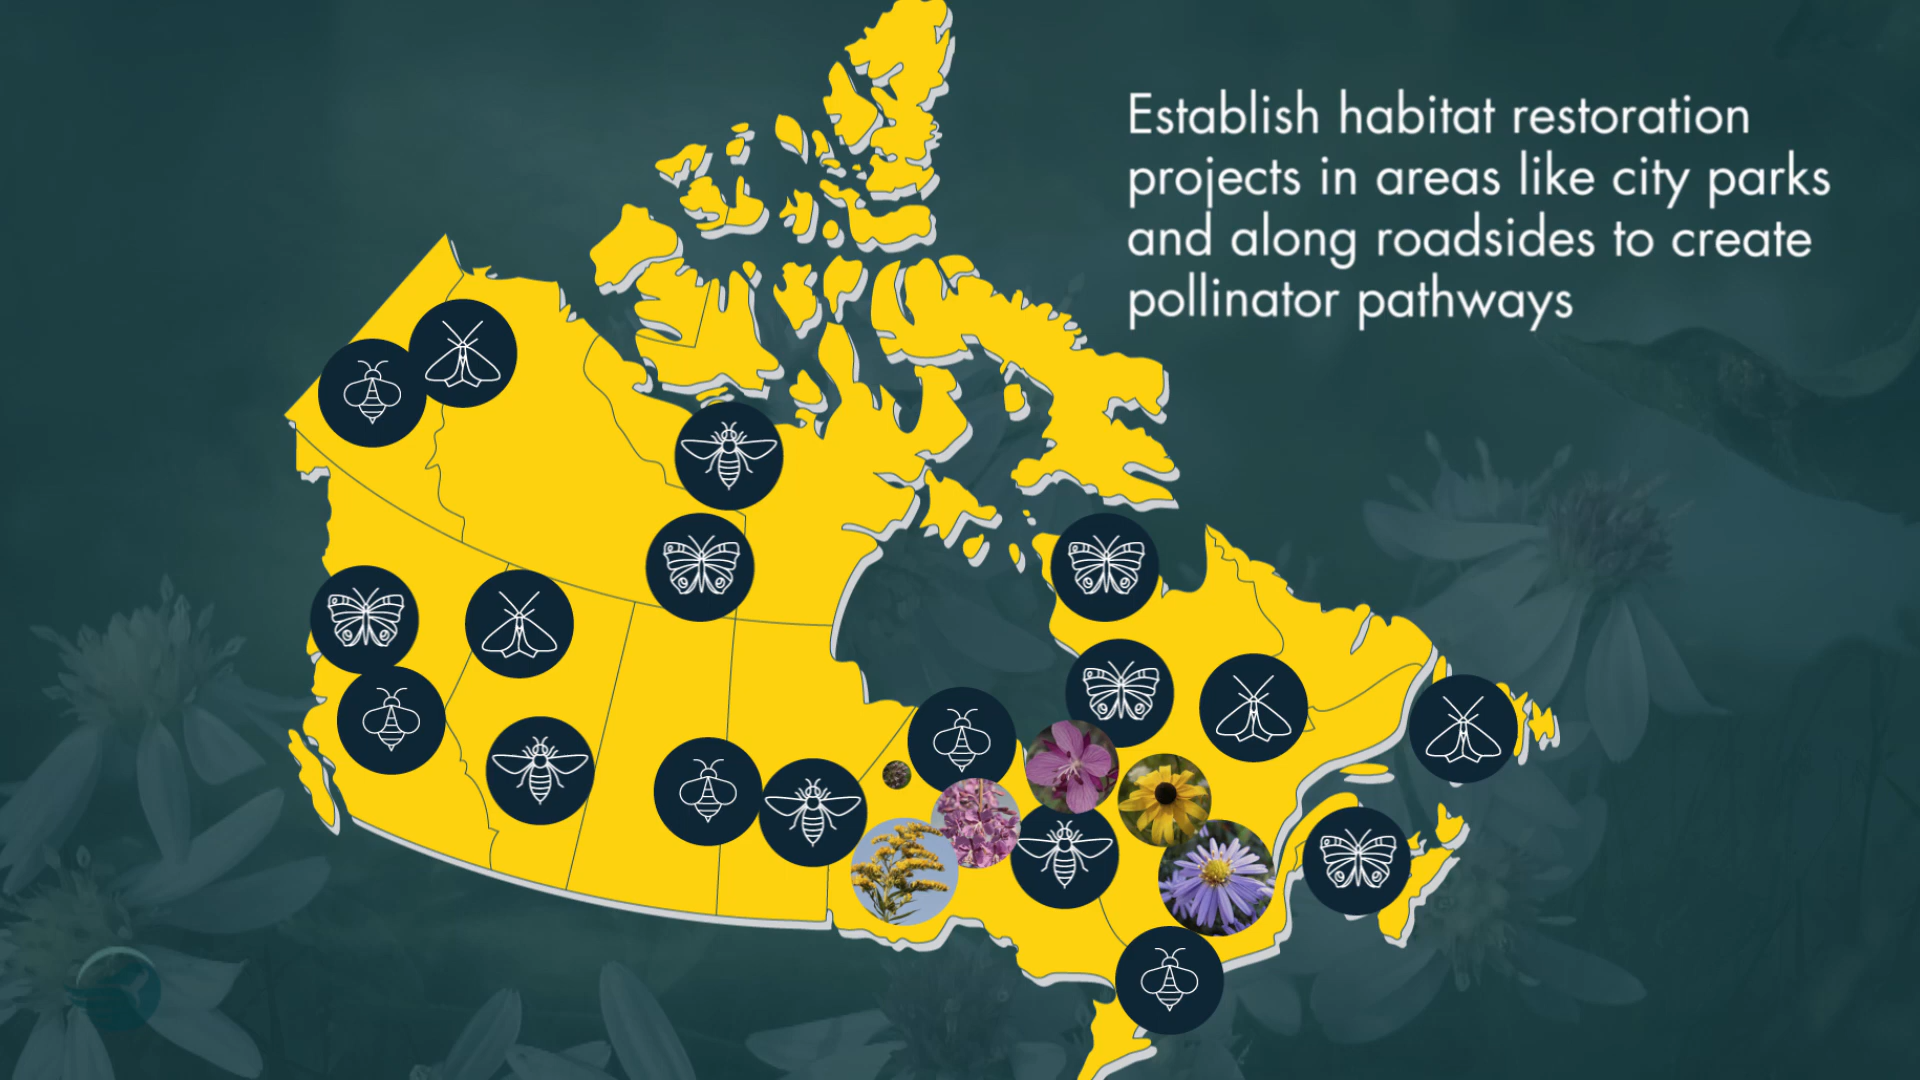 Establish habitat restoration
projects in areas like city parks
and along roadsides to create
pollinator pathways